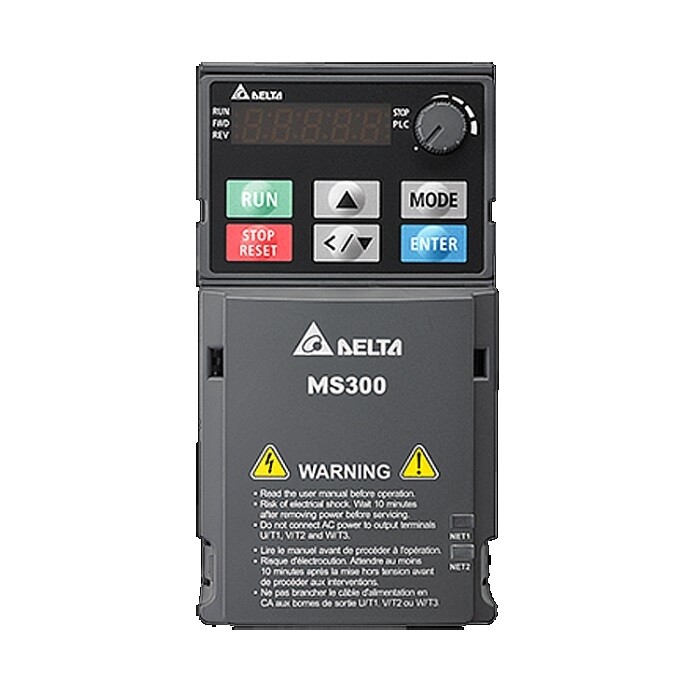 DELTA
RUN
FWD
REV
STOP
PLC
RUN
MODE
STOP
RESET
</▼
ENTER
DELTA
MS300
WARNING
• Read the user manual before operation.
• Risk of electrical shock. Wait 10 minutes
after removing power before servicing.
• Do not connect AC power to output terminals
U/T1, V/T2 and W/T3.
• Lire le manuel avant de procéder à l'opération.
• Risque d'électrocution. Attendre au moins
10 minutes après la mise hors tension avant
de procéder aux interventions.
• Ne pas brancher le câble d'alimentation en
CA aux bornes de sortie U/T1, V/T2 ou W/T3.
NET1
NET2